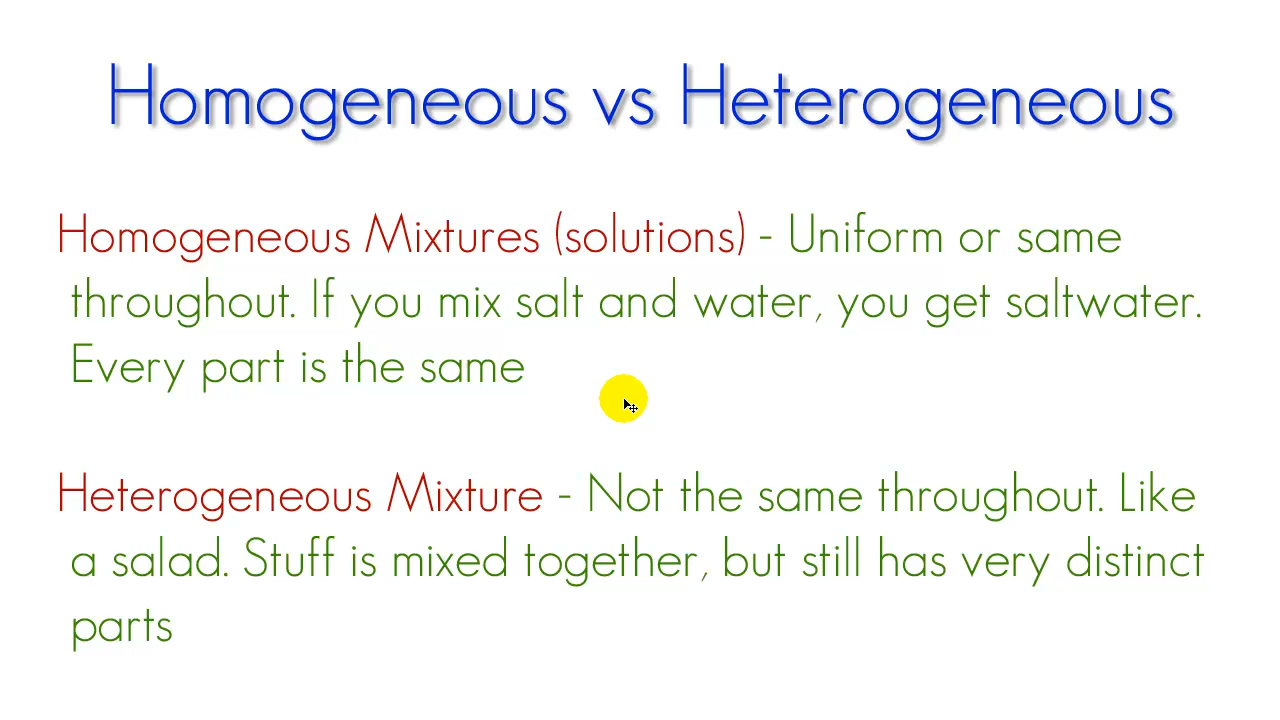 Homogeneous vs Heterogeneous
Homogeneous Mixtures (solutions) - Uniform or same
throughout. If you mix salt and water, you get saltwater.
Every part is the same
Heterogeneous Mixture - Not the same throughout. Like
a salad. Stuff is mixed together, but still has very distinct
parts